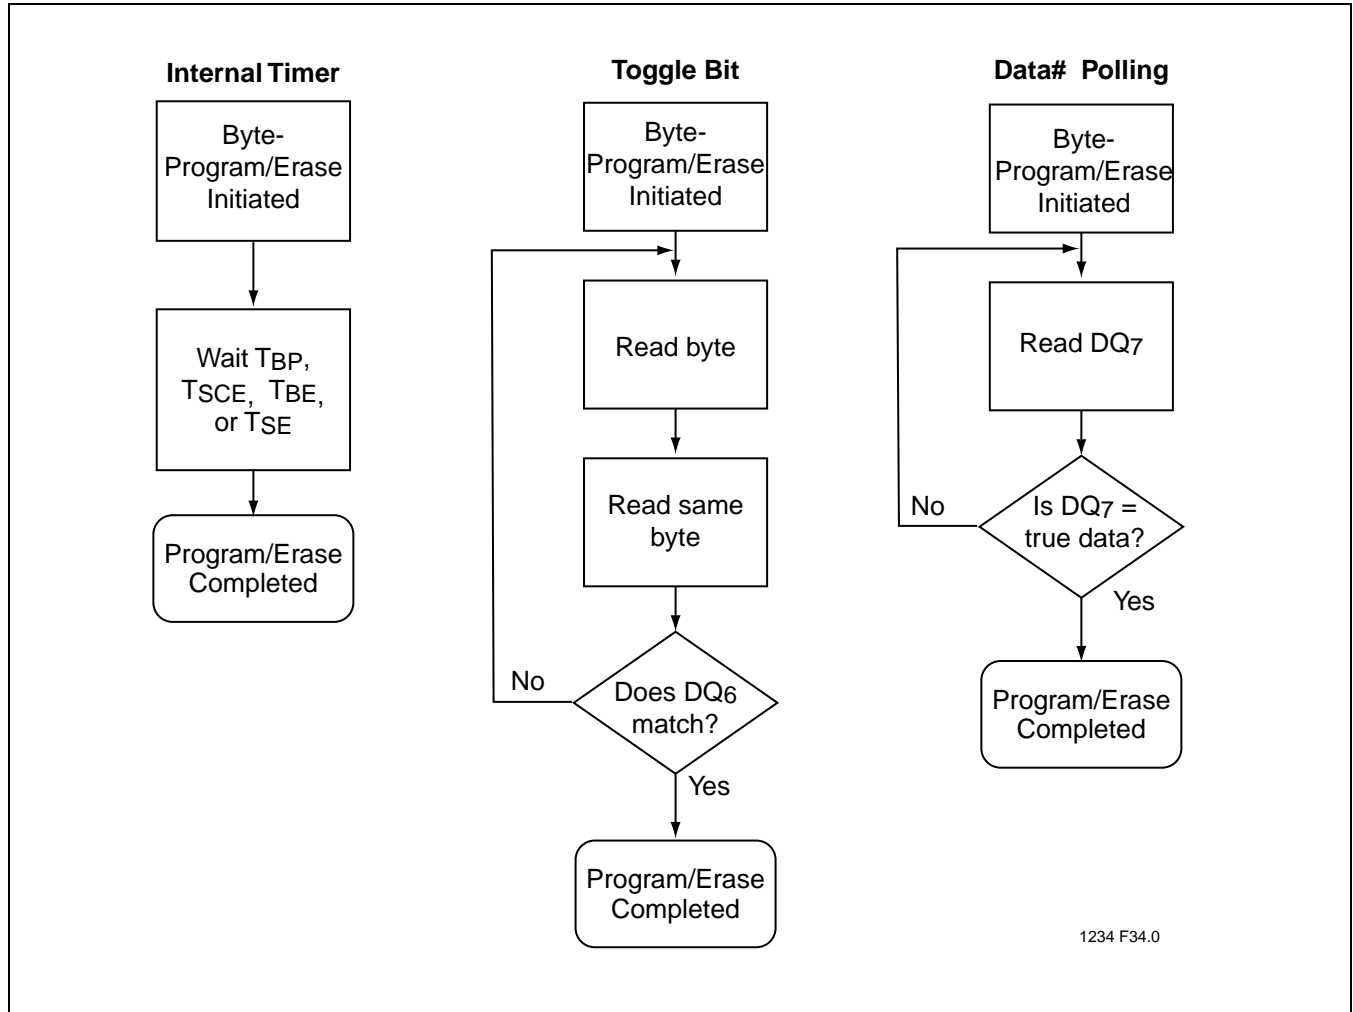 Internal Timer
Byte-
Program/Erase
Initiated
Wait TBP,
TSCE, TBE,
or TSE
Program/Erase
Completed
Toggle Bit
Byte-
Program/Erase
Initiated
Read byte
Read same
byte
No
Does DQ6
match?
Yes
Program/Erase
Completed
Data# Polling
Byte-
Program/Erase
Initiated
Read DQ7
No
Is DQ7 =
true data?
Yes
Program/Erase
Completed
1234 F34.0